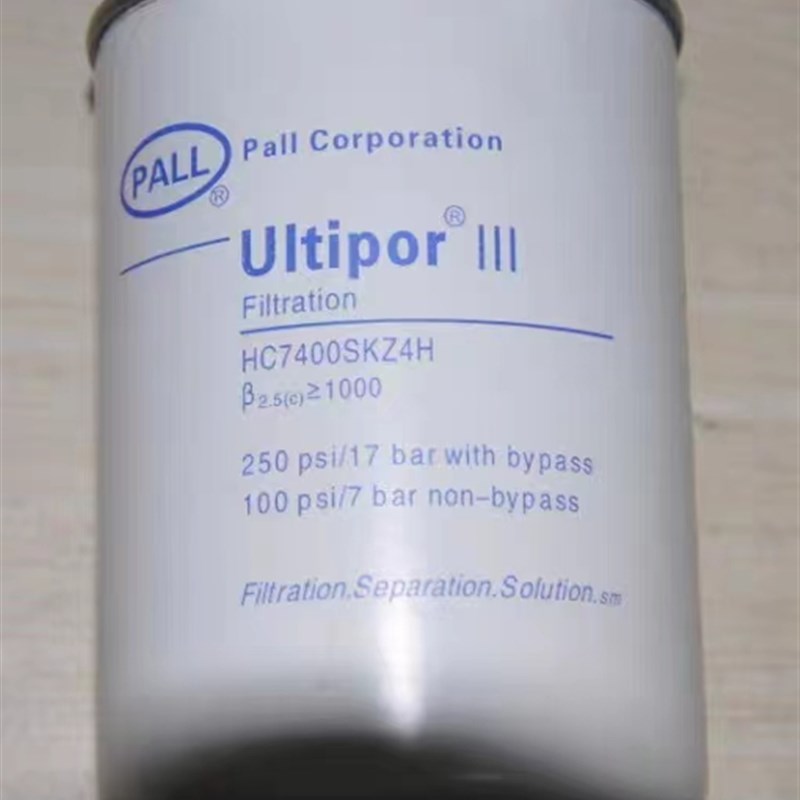 PALL® Pall Corporation
Ultipor® III
Filtration
HC7400SKZ4H
β2.5(c)≥1000
250 psi/17 bar with bypass
100 psi/7 bar non-bypass
Filtration.Separation.Solution.sm